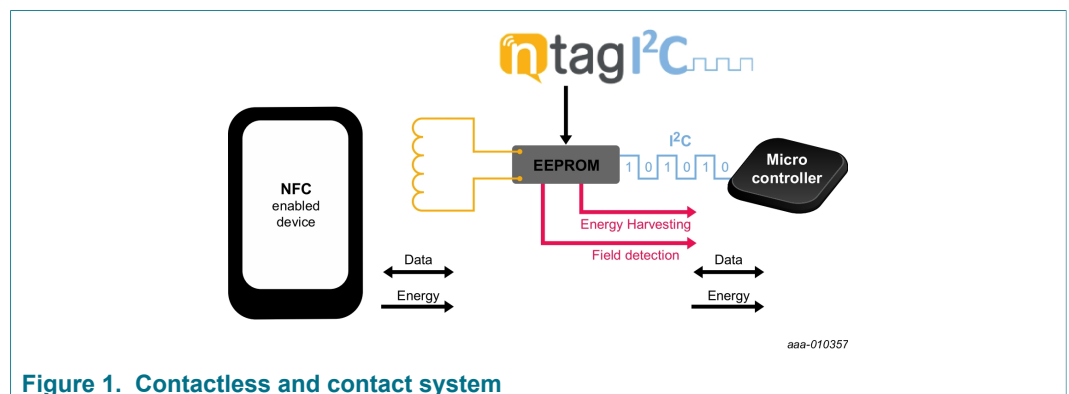 ntag I²C
I²C
EEPROM
1 0 1 0 1 0
Micro
controller
NFC
enabled
device
Energy Harvesting
Field detection
Data
Data
Energy
Energy
aaa-010357
Figure 1. Contactless and contact system